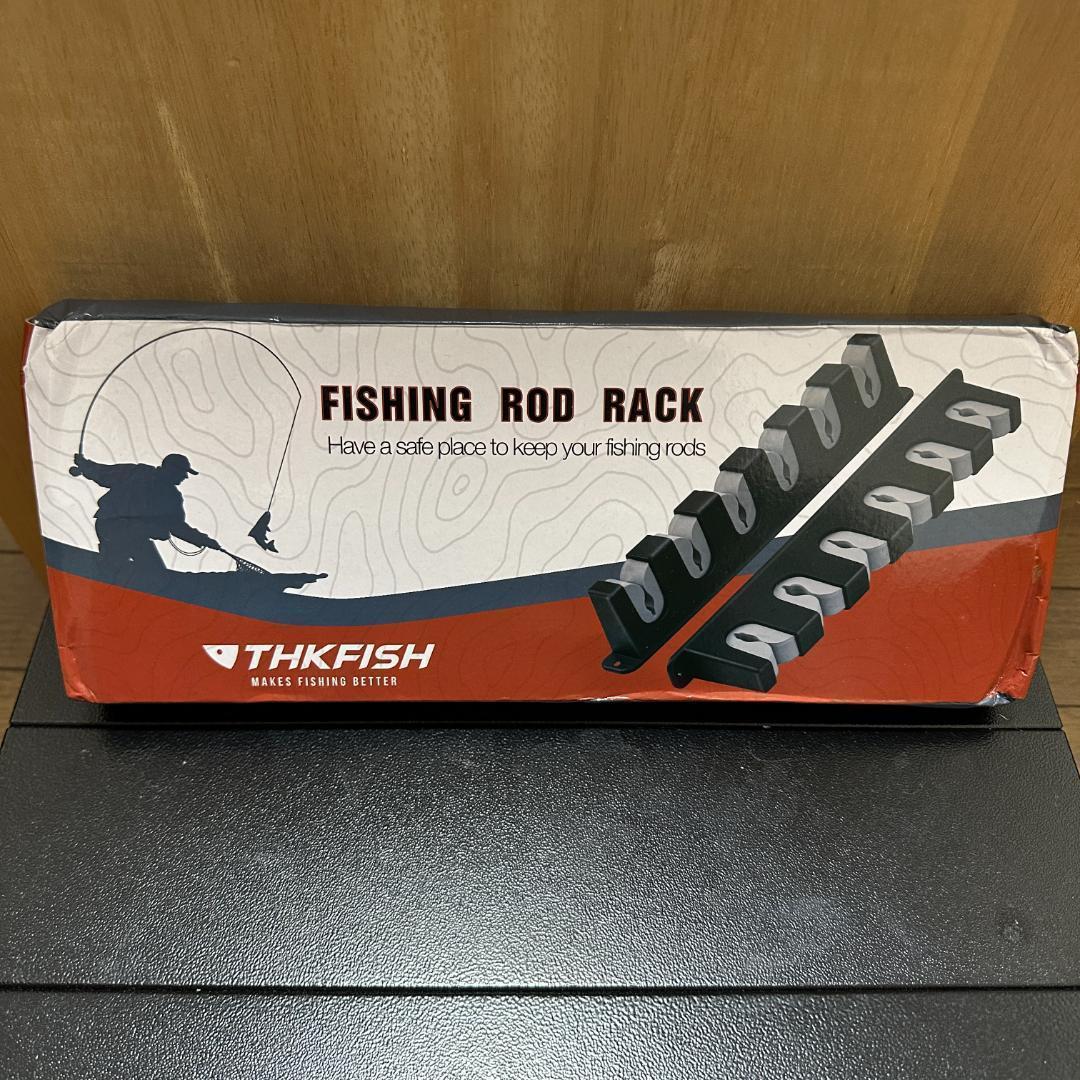 FISHING ROD RACK
Have a safe place to keep your fishing rods
THKFISH
MAKES FISHING BETTER